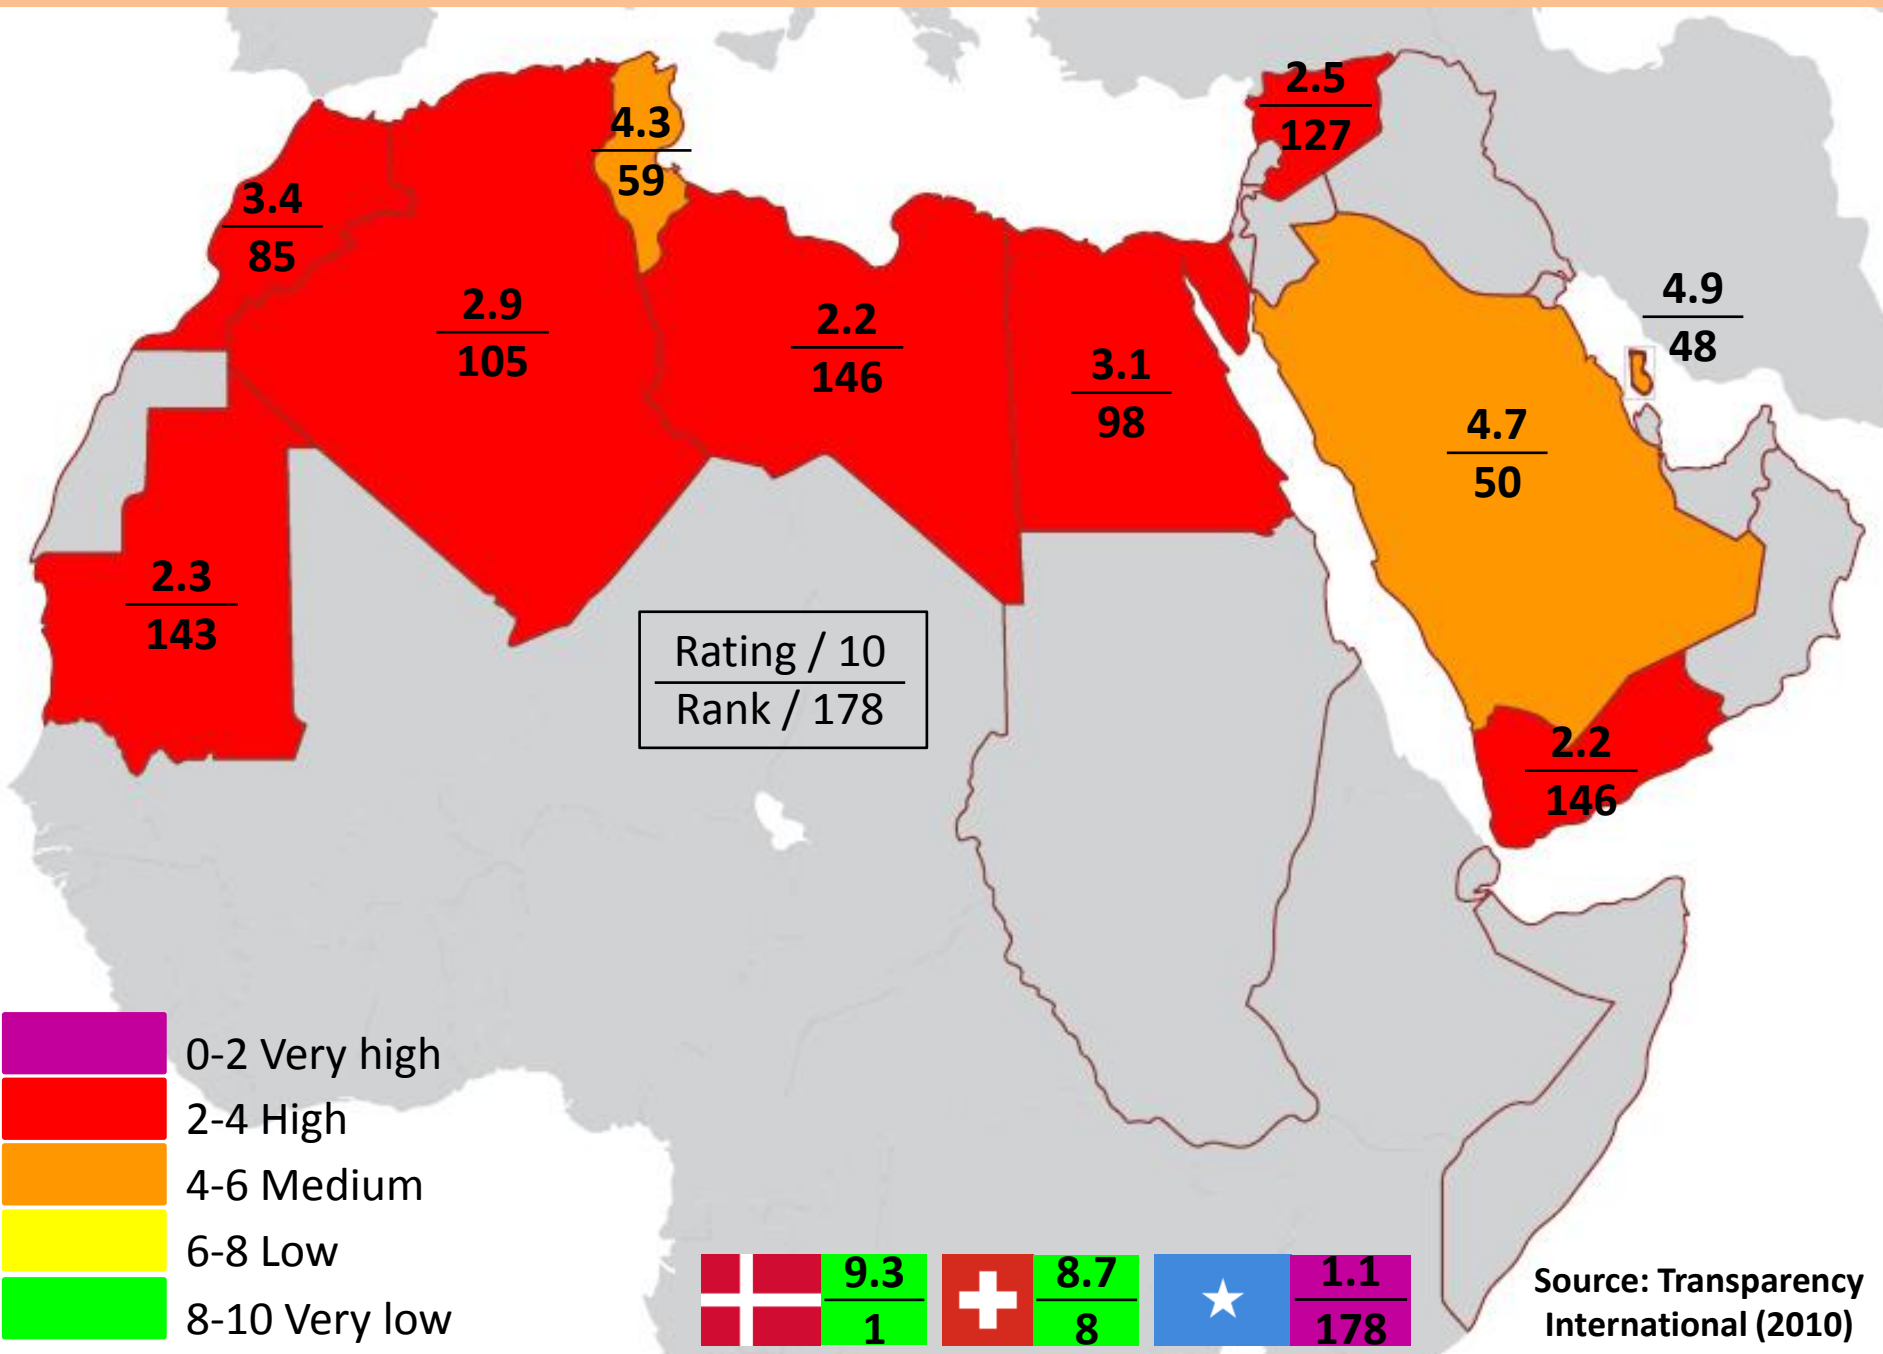 2.5
127
4.3
59
3.4
85
2.9
105
2.2
146
3.1
98
4.9
48
4.7
50
2.3
143
2.2
146
Rating / 10
Rank / 178
0-2 Very high
2-4 High
4-6 Medium
6-8 Low
8-10 Very low
9.3
1
8.7
8
1.1
178
Source: Transparency
International (2010)